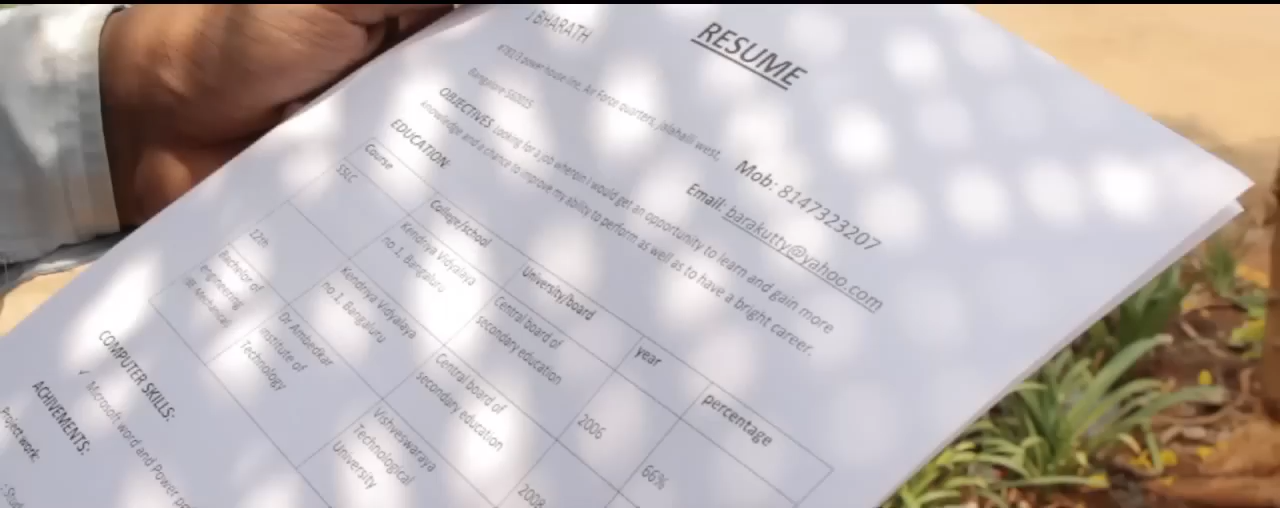 RESUME
J BHARATH
#781/3 power house line, Air Force quarters, jalahalli west,
Bangalore 560015
Mob: 8147323207
Email: barakutty@yahoo.com
OBJECTIVES Looking for a job wherein I would get an opportunity to learn and gain more
knowledge and a chance to improve my ability to perform as well as to have a bright career.
EDUCATION:
Course College/school University/board year percentage
SSLC Kendriya Vidyalaya Central board of 2006 66%
no 1, Bangaluru secondary education
12th Kendriya Vidyalaya Central board of 2008
no 1, Bengaluru secondary education
Bachelor of Dr Ambedkar Vishveswaraya
engineering institute of Technological
Technology University
COMPUTER SKILLS:
✓ Microsoft word and Power
ACHIVEMENTS:
Project work: